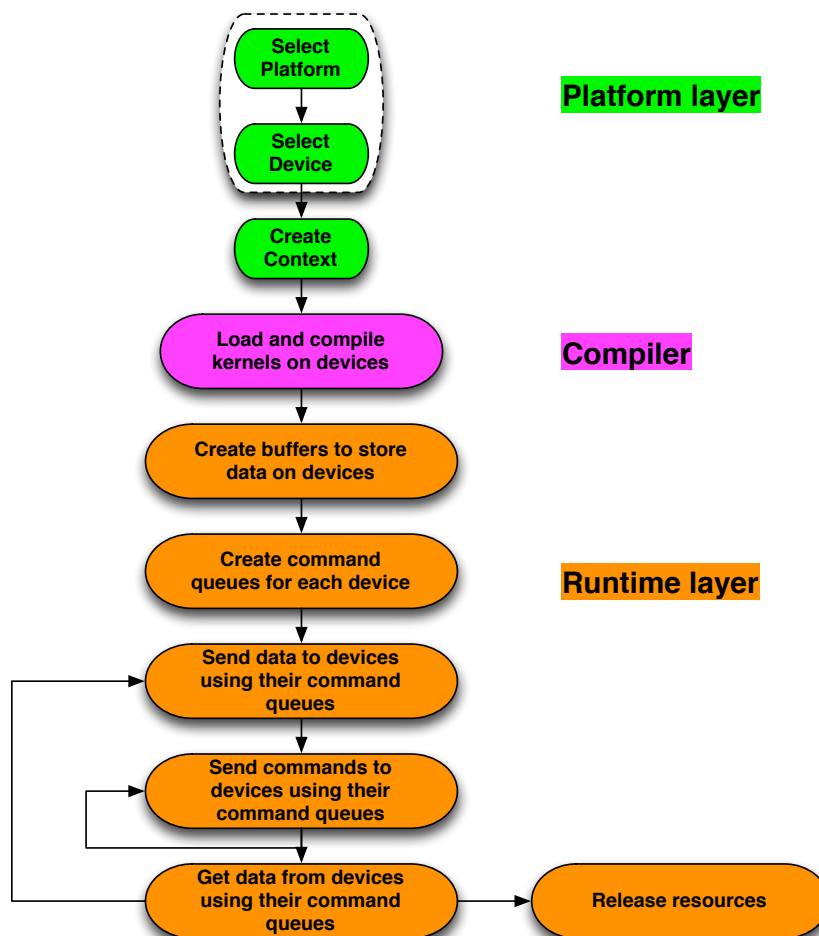 Select
Platform
Platform layer
Select
Device
Create
Context
Load and compile
kernels on devices
Compiler
Create buffers to store
data on devices
Create command
queues for each device
Runtime layer
Send data to devices
using their command
queues
Send commands to
devices using their
command queues
Get data from devices
using their command
queues
Release resources